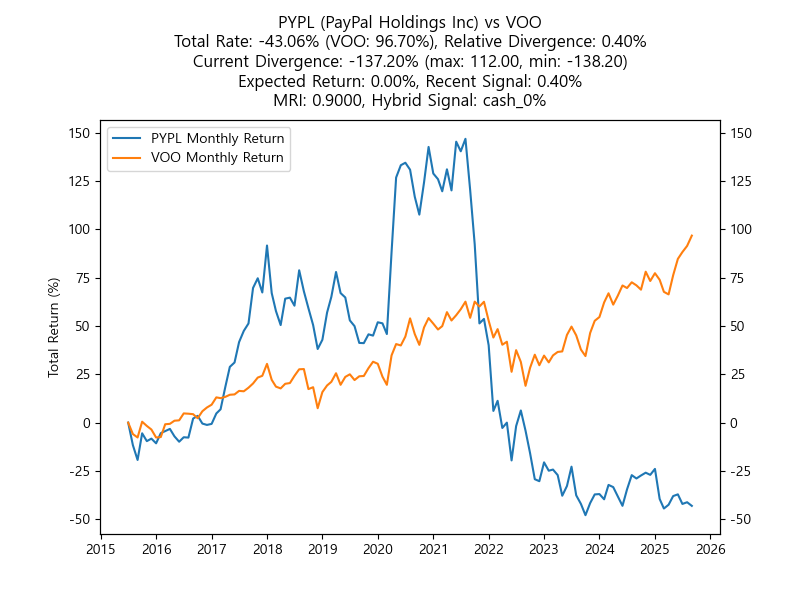 PYPL (PayPal Holdings Inc) vs VOO
Total Rate: -43.06% (VOO: 96.70%), Relative Divergence: 0.40%
Current Divergence: -137.20% (max: 112.00, min: -138.20)
Expected Return: 0.00%, Recent Signal: 0.40%
MRI: 0.9000, Hybrid Signal: cash_0%
PYPL Monthly Return
VOO Monthly Return
Total Return (%)
150
125
100
75
50
25
0
-25
-50
150
125
100
75
50
25
0
-25
-50
2015 2016 2017 2018 2019 2020 2021 2022 2023 2024 2025 2026